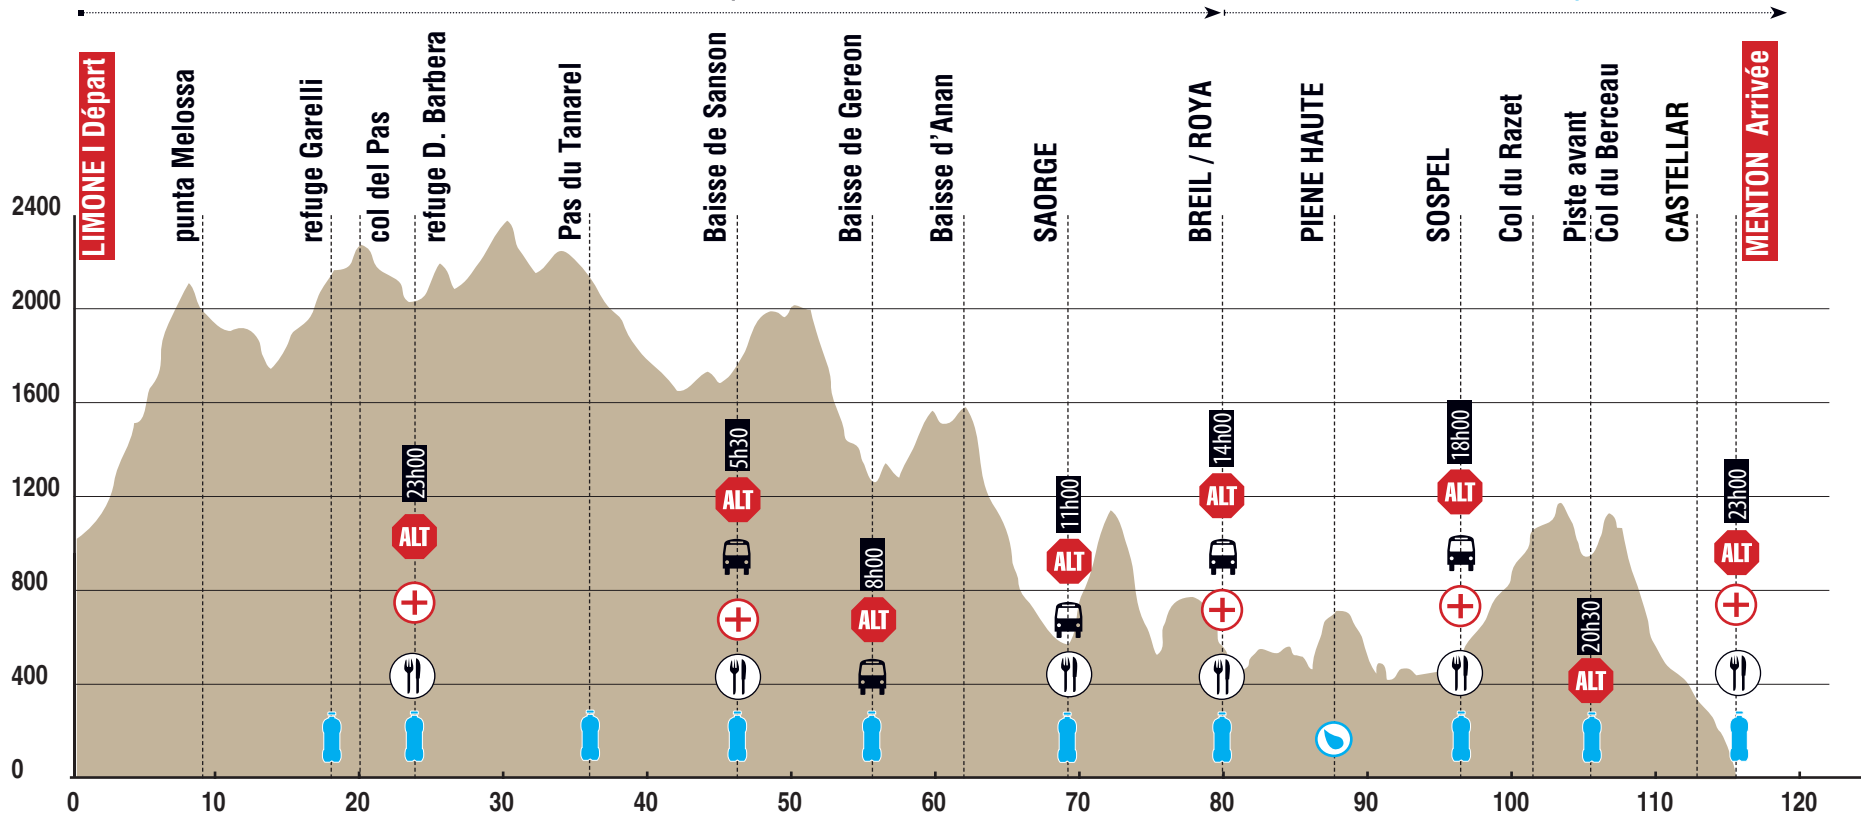 LIMONE I Départ
punta Melossa
refuge Garelli
col del Pas
refuge D. Barbera
Pas du Tanarel
Baisse de Sanson
Baisse de Gereon
Baisse d'Anan
SAORGE
BREIL / ROYA
PIENE HAUTE
SOSPEL
Col du Razet
Piste avant
Col du Berceau
CASTELLAR
MENTON Arrivée
2400
2000
1600
1200
800
400
0
23h00
ALT
5h30
ALT
8h00
ALT
11h00
ALT
14h00
ALT
18h00
ALT
20h30
ALT
23h00
ALT
0 10 20 30 40 50 60 70 80 90 100 110 120